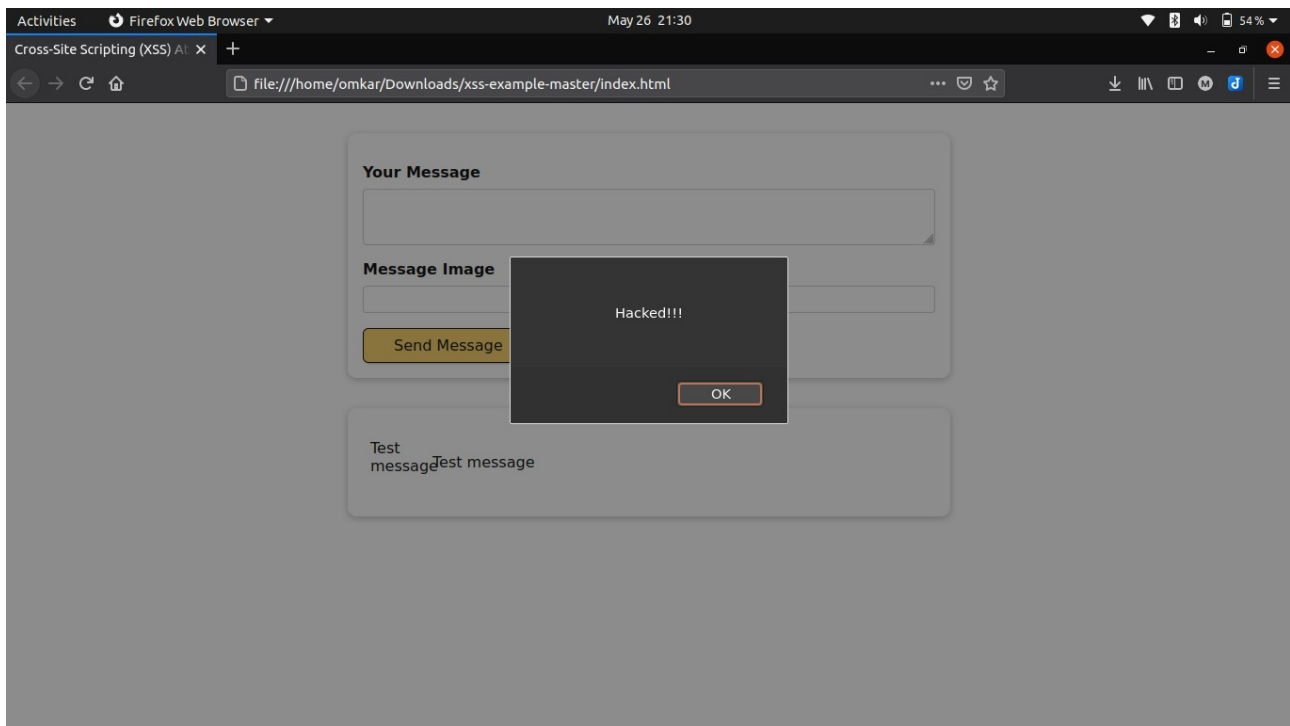 Activities Firefox Web Browser May 26 21:30 54 %
Cross-Site Scripting (XSS) At
file:///home/omkar/Downloads/xss-example-master/index.html
Your Message
Message Image
Hacked!!!
Send Message
OK
Test
message
Test message